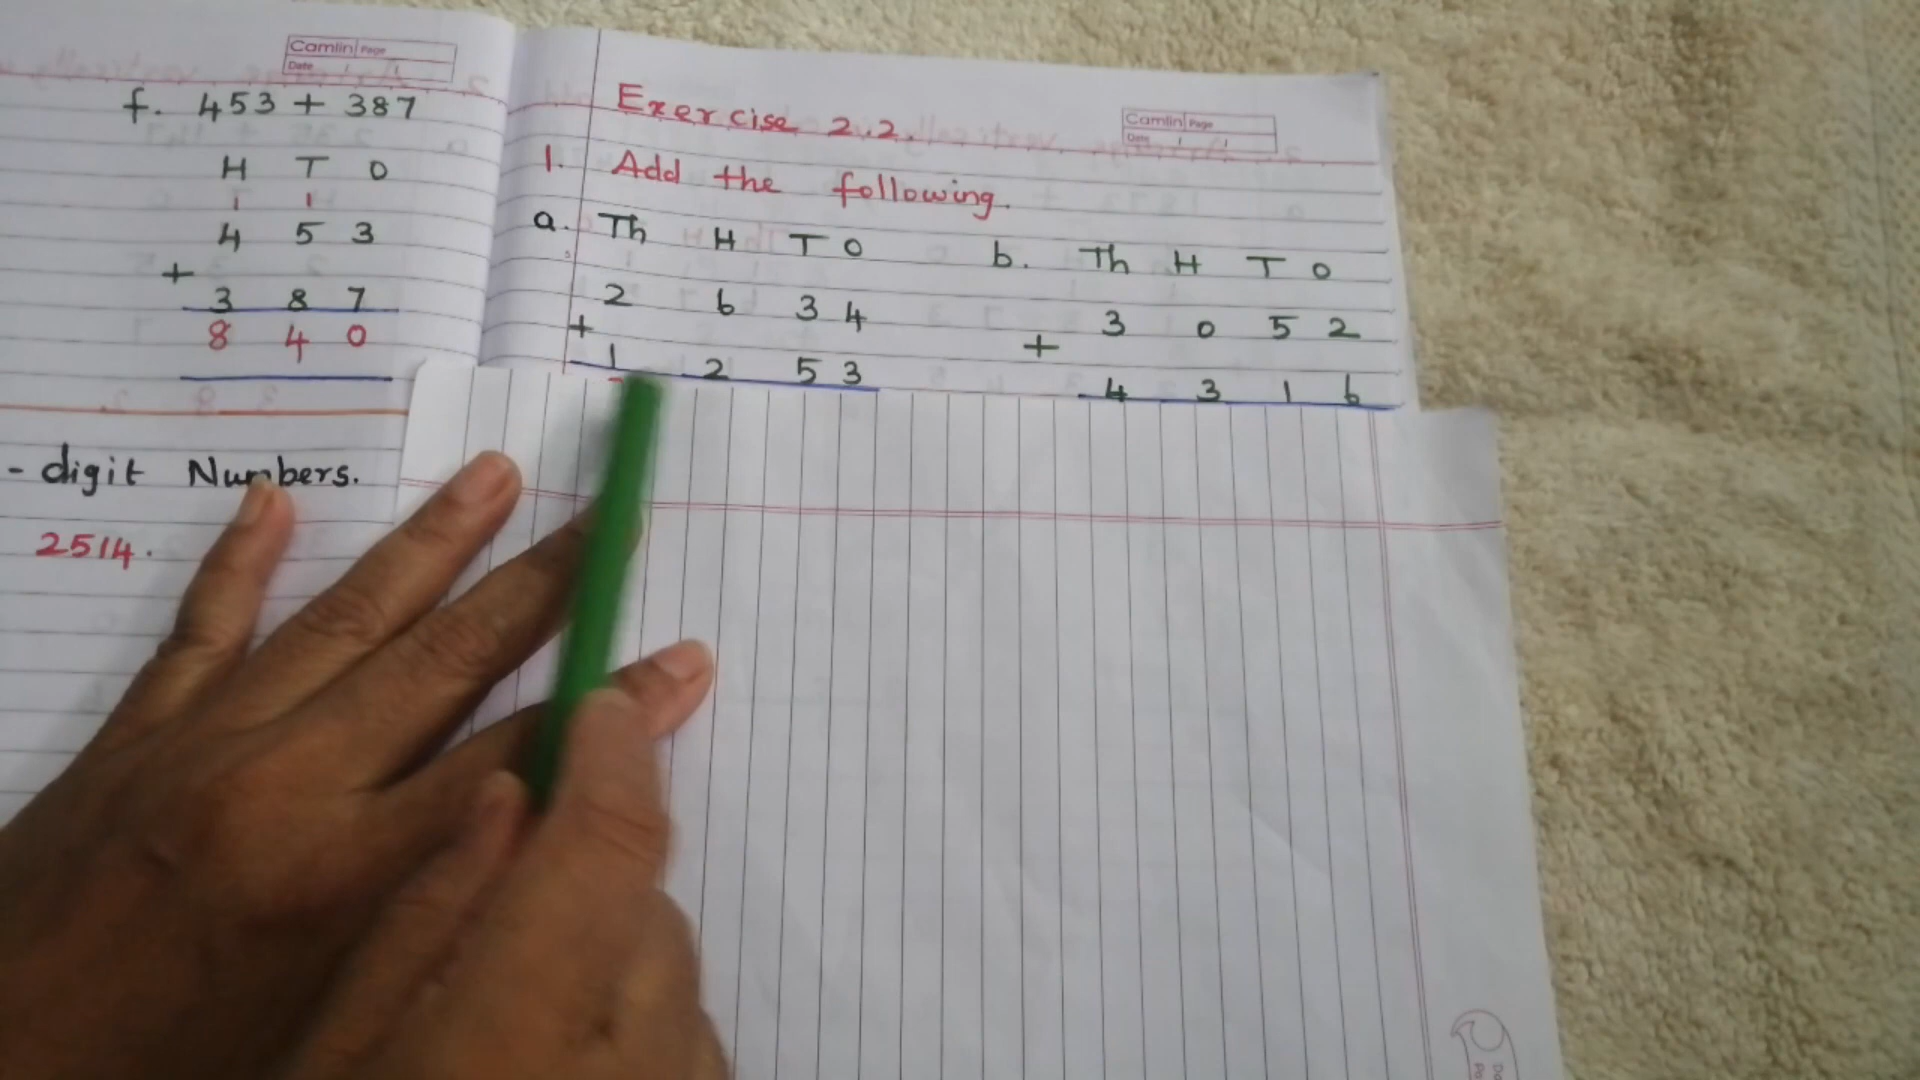 Camlin Page
Date / /
f. 453 + 387
H T O
1 1
4 5 3
+
3 8 7
8 4 0
- digit Numbers.
2514.
Camlin Page
Date / /
Exercise 2.2.
1. Add the following.
a. Th H T O
2 6 3 4
+
1 2 5 3
b. Th H T O
3 0 5 2
+
4 3 1 6